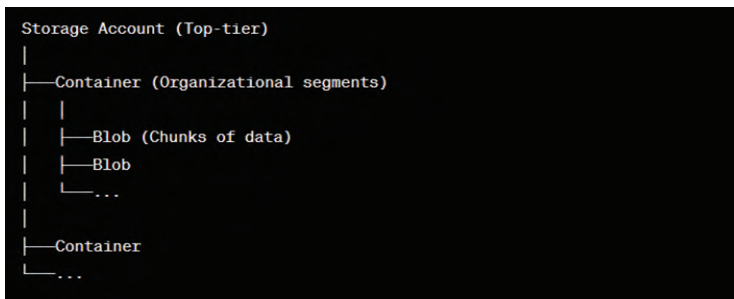 Storage Account (Top-tier)
|
├──Container (Organizational segments)
|   |
|   ├──Blob (Chunks of data)
|   ├──Blob
|   └──...
|
├──Container
└──...